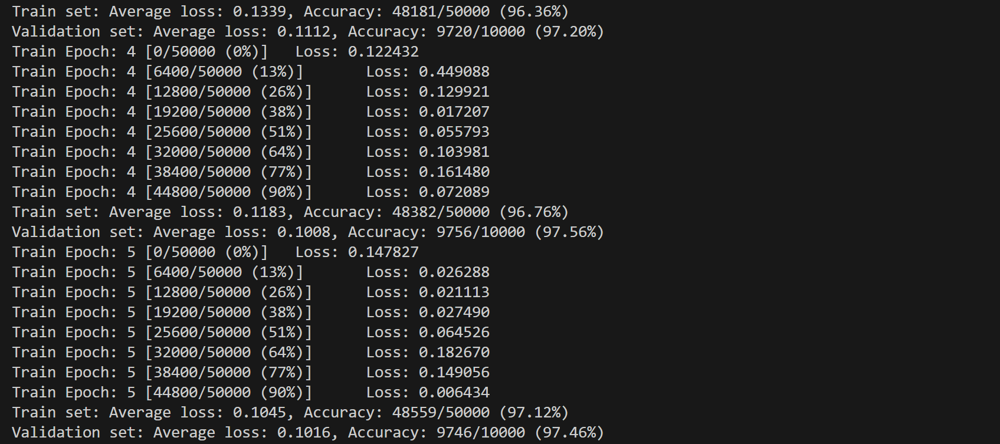 Train set: Average loss: 0.1339, Accuracy: 48181/50000 (96.36%)
Validation set: Average loss: 0.1112, Accuracy: 9720/10000 (97.20%)
Train Epoch: 4 [0/50000 (0%)]   Loss: 0.122432
Train Epoch: 4 [6400/50000 (13%)]       Loss: 0.449088
Train Epoch: 4 [12800/50000 (26%)]      Loss: 0.129921
Train Epoch: 4 [19200/50000 (38%)]      Loss: 0.017207
Train Epoch: 4 [25600/50000 (51%)]      Loss: 0.055793
Train Epoch: 4 [32000/50000 (64%)]      Loss: 0.103981
Train Epoch: 4 [38400/50000 (77%)]      Loss: 0.161480
Train Epoch: 4 [44800/50000 (90%)]      Loss: 0.072089
Train set: Average loss: 0.1183, Accuracy: 48382/50000 (96.76%)
Validation set: Average loss: 0.1008, Accuracy: 9756/10000 (97.56%)
Train Epoch: 5 [0/50000 (0%)]   Loss: 0.147827
Train Epoch: 5 [6400/50000 (13%)]       Loss: 0.026288
Train Epoch: 5 [12800/50000 (26%)]      Loss: 0.021113
Train Epoch: 5 [19200/50000 (38%)]      Loss: 0.027490
Train Epoch: 5 [25600/50000 (51%)]      Loss: 0.064526
Train Epoch: 5 [32000/50000 (64%)]      Loss: 0.182670
Train Epoch: 5 [38400/50000 (77%)]      Loss: 0.149056
Train Epoch: 5 [44800/50000 (90%)]      Loss: 0.006434
Train set: Average loss: 0.1045, Accuracy: 48559/50000 (97.12%)
Validation set: Average loss: 0.1016, Accuracy: 9746/10000 (97.46%)